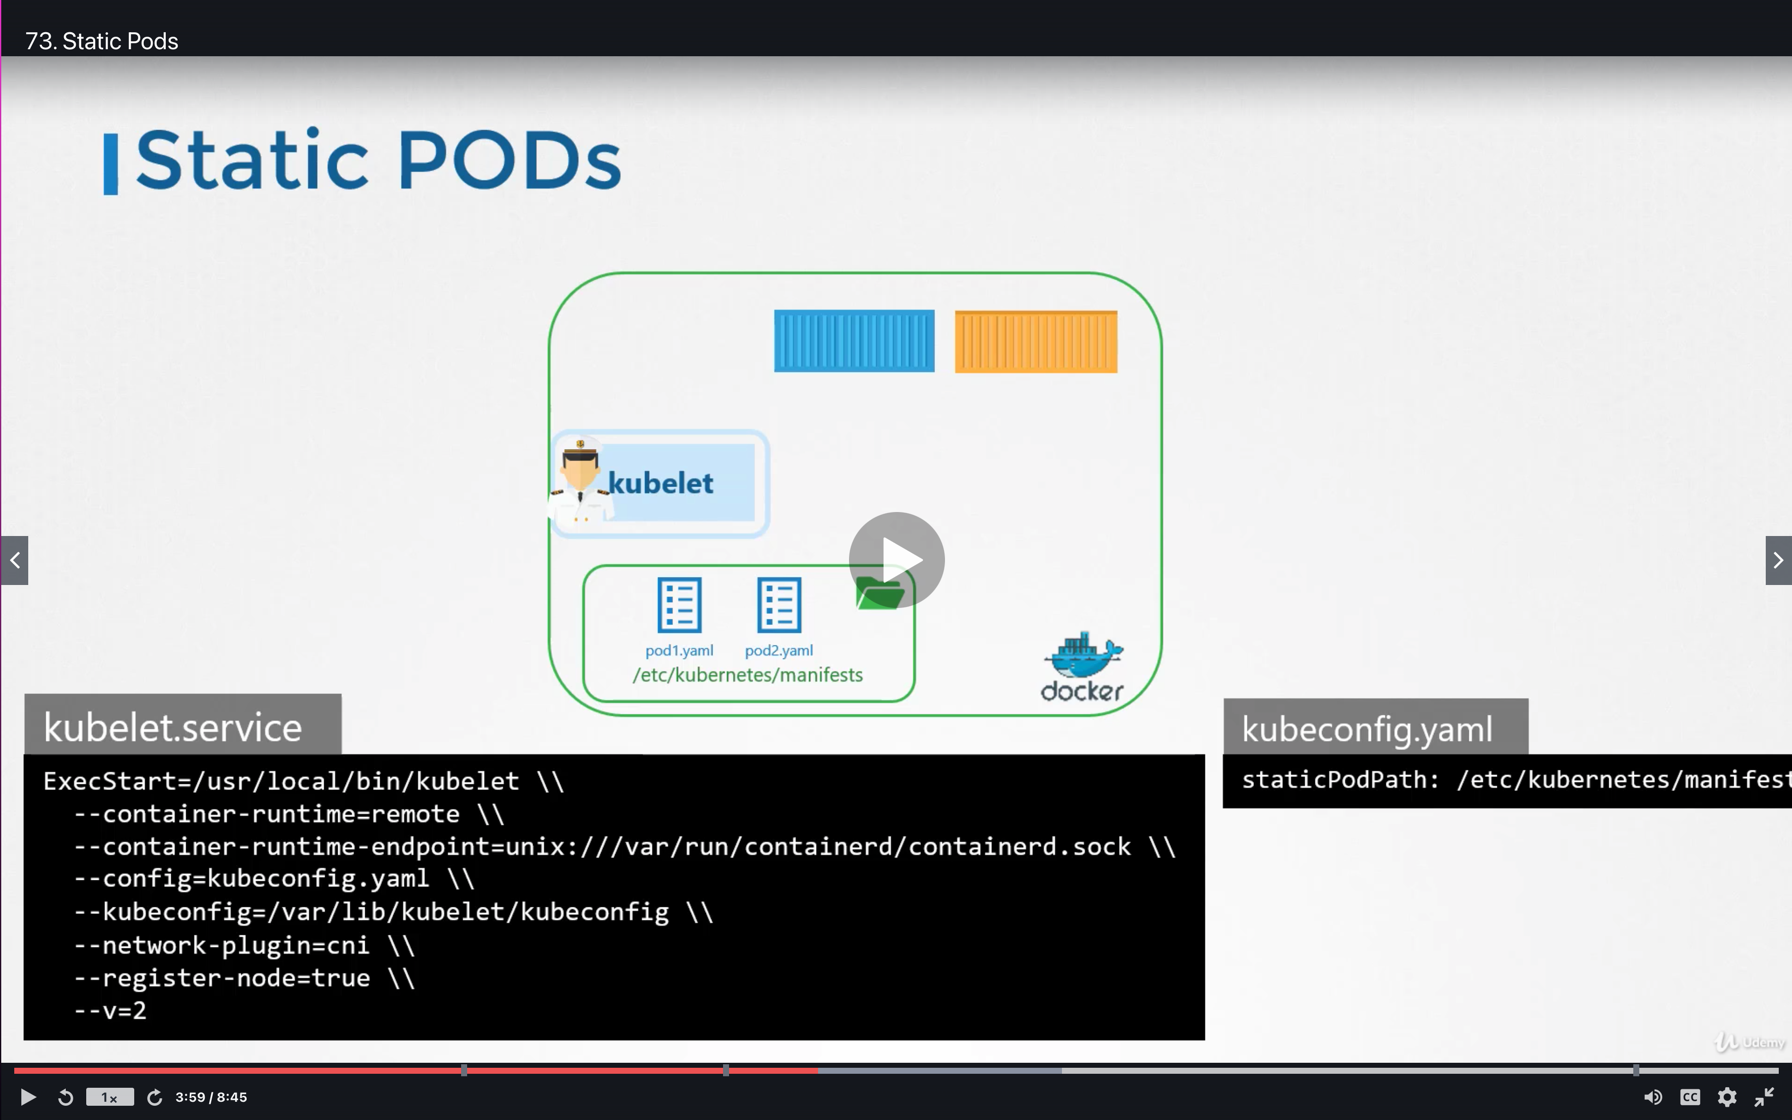 73. Static Pods
Static PODs
kubelet
pod1.yaml pod2.yaml
/etc/kubernetes/manifests
docker
kubelet.service
ExecStart=/usr/local/bin/kubelet \\
--container-runtime=remote \\
--container-runtime-endpoint=unix:///var/run/containerd/containerd.sock \\
--config=kubeconfig.yaml \\
--kubeconfig=/var/lib/kubelet/kubeconfig \\
--network-plugin=cni \\
--register-node=true \\
--v=2
kubeconfig.yaml
staticPodPath: /etc/kubernetes/manifest
Udemy
1x
3:59 / 8:45
CC